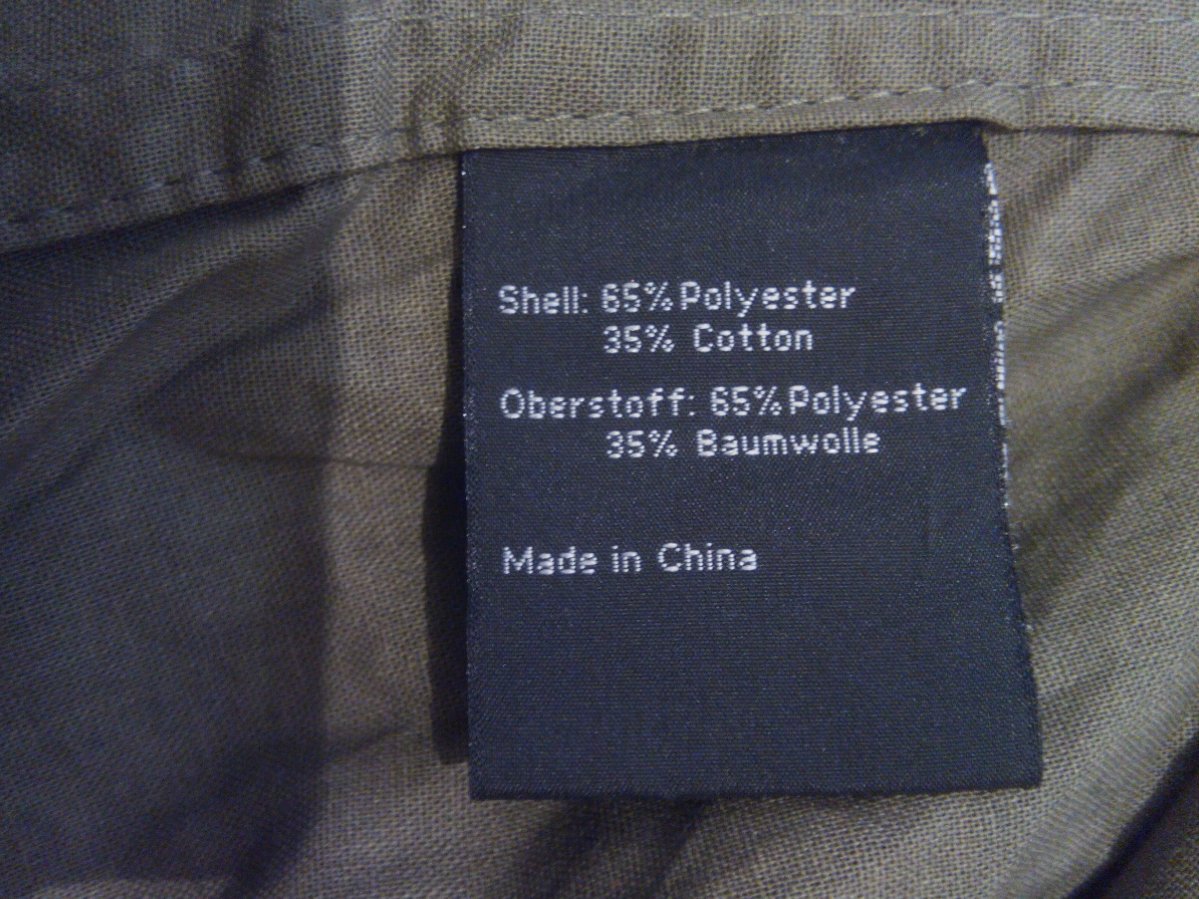 Shell: 65% Polyester
35% Cotton
Oberstoff: 65% Polyester
35% Baumwolle
Made in China